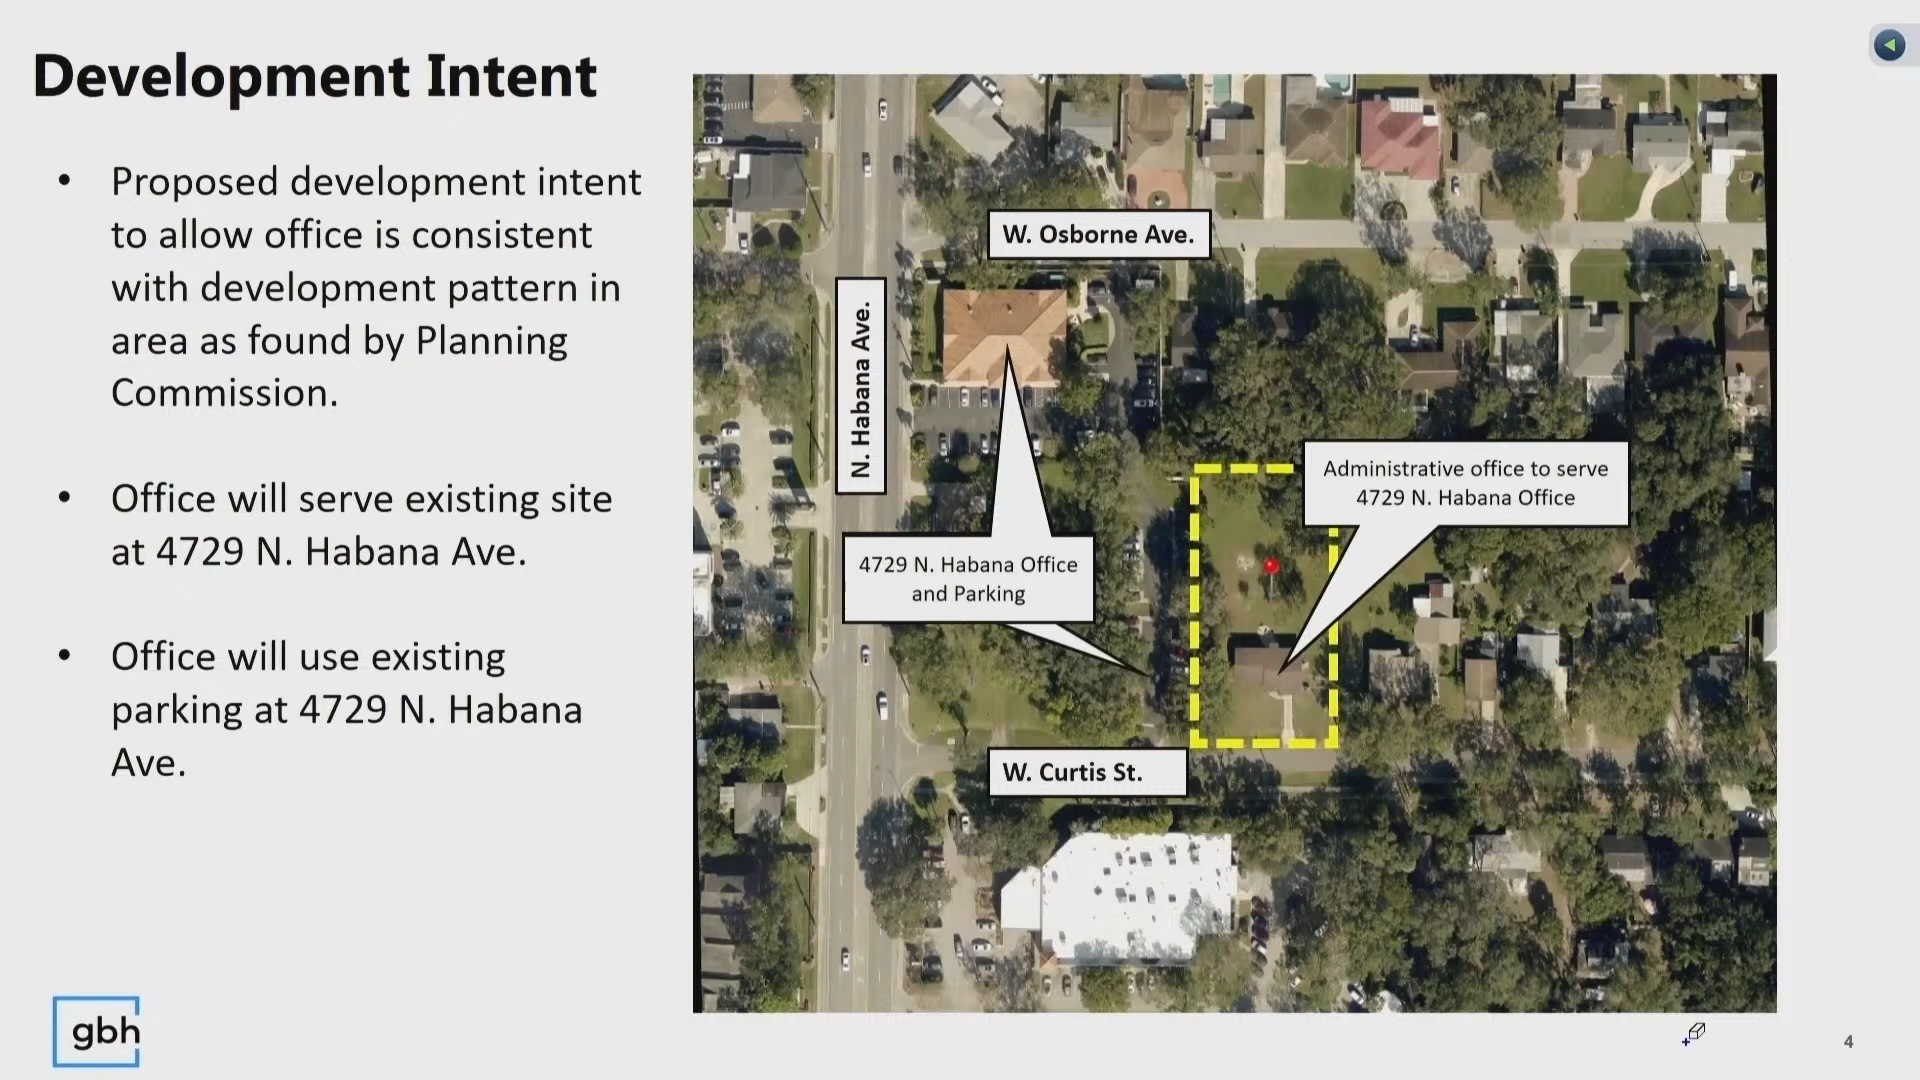 Development Intent
• Proposed development intent
to allow office is consistent
with development pattern in
area as found by Planning
Commission.
• Office will serve existing site
at 4729 N. Habana Ave.
• Office will use existing
parking at 4729 N. Habana
Ave.
W. Osborne Ave.
N. Habana Ave.
Administrative office to serve
4729 N. Habana Office
4729 N. Habana Office
and Parking
W. Curtis St.
gbh
4